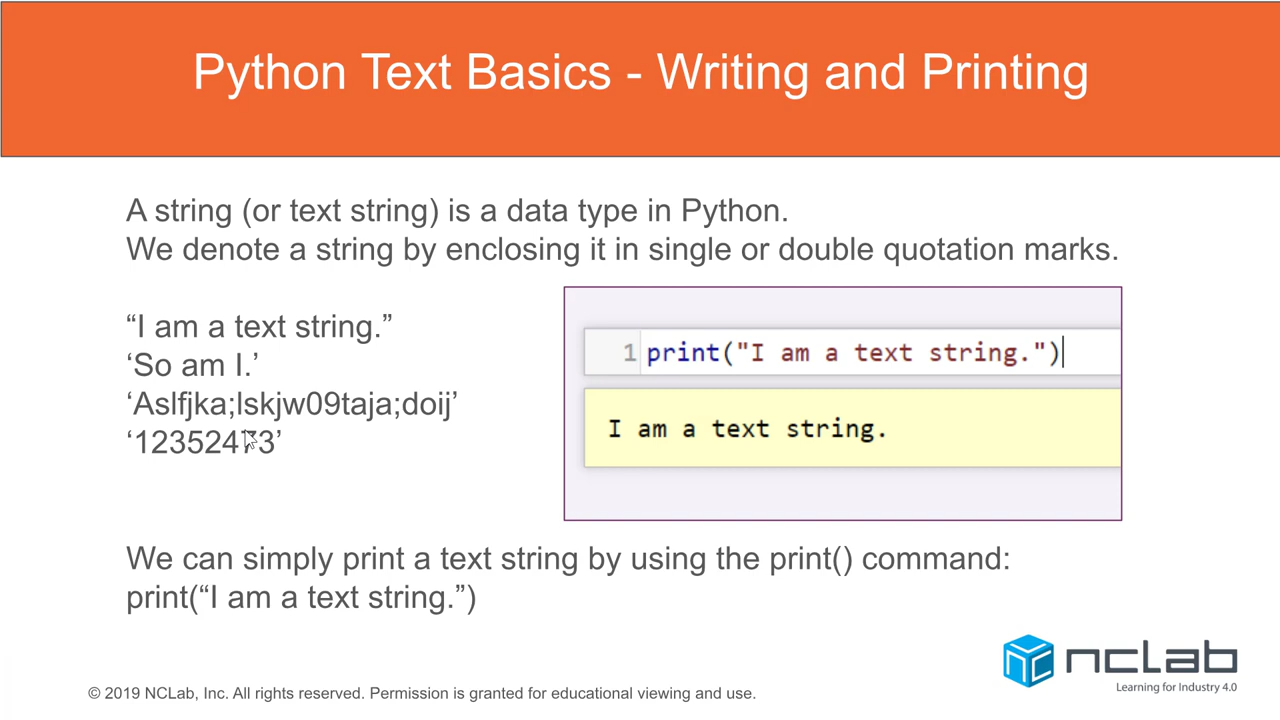 Python Text Basics - Writing and Printing
A string (or text string) is a data type in Python.
We denote a string by enclosing it in single or double quotation marks.
“I am a text string.”
‘So am I.’
‘Aslfjka;lskjw09taja;doij’
‘12352473’
1 print("I am a text string.")
I am a text string.
We can simply print a text string by using the print() command:
print(“I am a text string.”)
nclab
Learning for Industry 4.0
© 2019 NCLab, Inc. All rights reserved. Permission is granted for educational viewing and use.